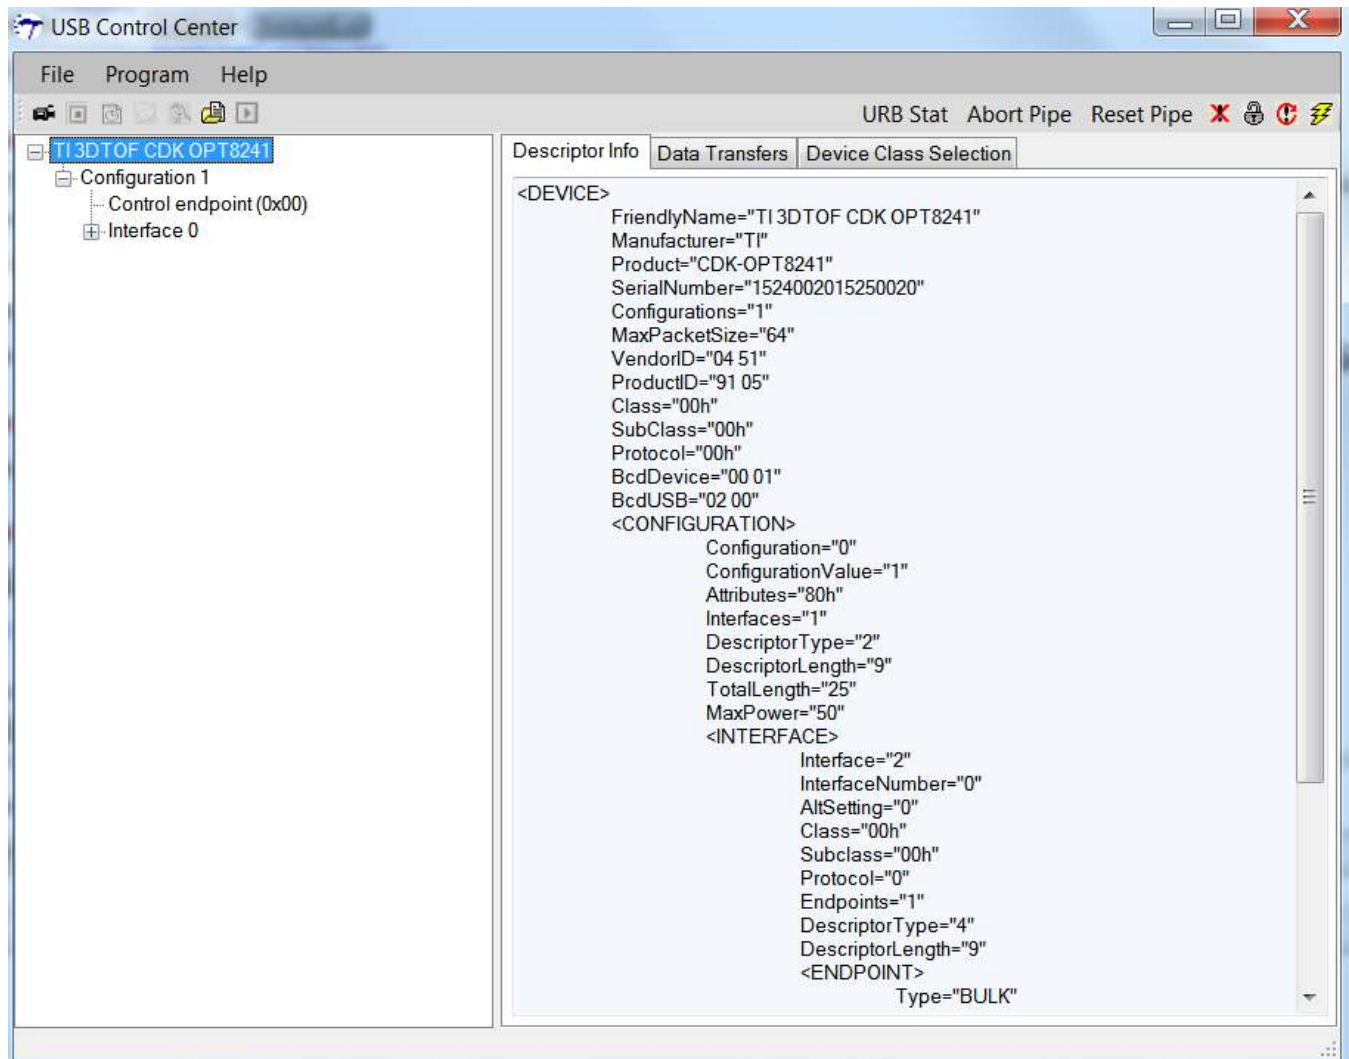 USB Control Center
File Program Help
URB Stat Abort Pipe Reset Pipe
TI 3DTOF CDK OPT8241
Configuration 1
Control endpoint (0x00)
Interface 0
Descriptor Info Data Transfers Device Class Selection
<DEVICE>
FriendlyName="TI 3DTOF CDK OPT8241"
Manufacturer="TI"
Product="CDK-OPT8241"
SerialNumber="1524002015250020"
Configurations="1"
MaxPacketSize="64"
VendorID="04 51"
ProductID="91 05"
Class="00h"
SubClass="00h"
Protocol="00h"
BcdDevice="00 01"
BcdUSB="02 00"
<CONFIGURATION>
Configuration="0"
ConfigurationValue="1"
Attributes="80h"
Interfaces="1"
DescriptorType="2"
DescriptorLength="9"
TotalLength="25"
MaxPower="50"
<INTERFACE>
Interface="2"
InterfaceNumber="0"
AltSetting="0"
Class="00h"
Subclass="00h"
Protocol="0"
Endpoints="1"
DescriptorType="4"
DescriptorLength="9"
<ENDPOINT>
Type="BULK"